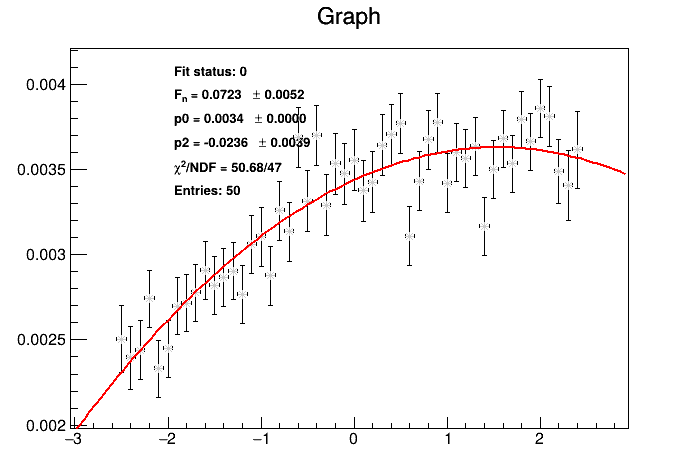 Graph
Fit status: 0
Fn = 0.0723 ± 0.0052
p0 = 0.0034 ± 0.0000
p2 = -0.0236 ± 0.0039
χ²/NDF = 50.68/47
Entries: 50
0.004
0.0035
0.003
0.0025
0.002
−3 −2 −1 0 1 2